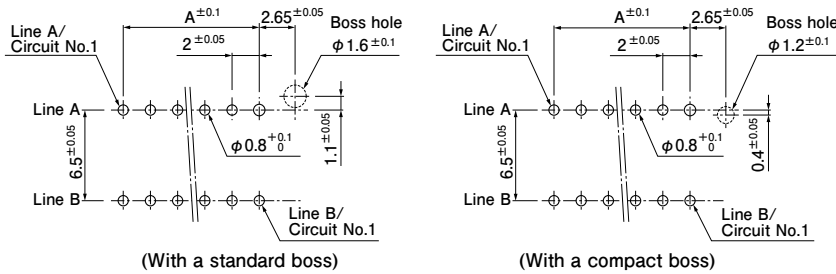 A±0.1
2.65±0.05
Line A/
Circuit No.1
2±0.05
Boss hole
φ1.6±0.1
Line A
6.5±0.05
φ0.8+0.1 0
1.1±0.05
Line B
Line B/
Circuit No.1
(With a standard boss)
A±0.1
2.65±0.05
Line A/
Circuit No.1
2±0.05
Boss hole
φ1.2±0.1
Line A
6.5±0.05
φ0.8+0.1 0
0.4±0.05
Line B
Line B/
Circuit No.1
(With a compact boss)